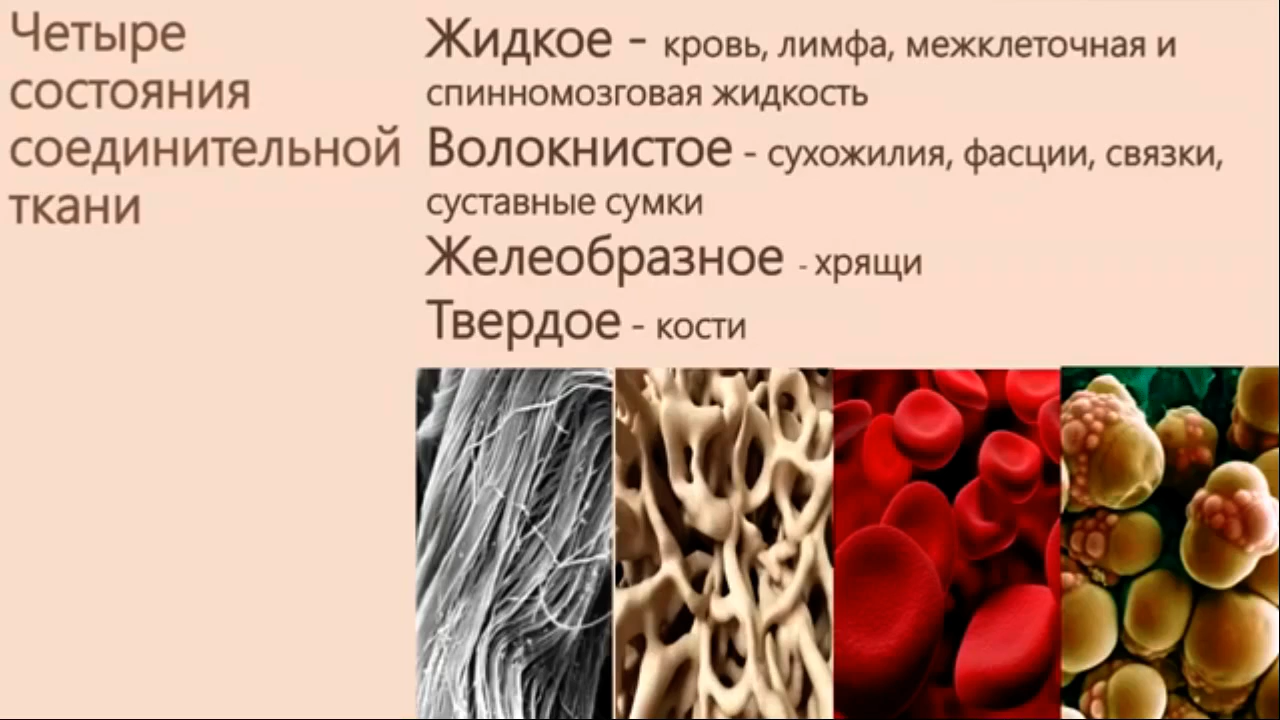 Четыре
состояния
соединительной
ткани
Жидкое - кровь, лимфа, межклеточная и
спинномозговая жидкость
Волокнистое - сухожилия, фасции, связки,
суставные сумки
Желеобразное - хрящи
Твердое - кости